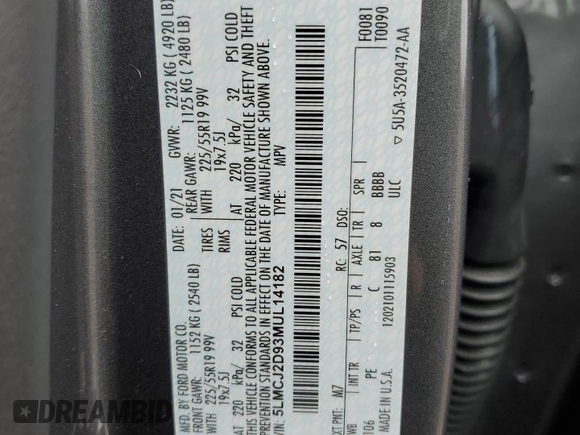 MFD. BY FORD MOTOR CO.
DATE: 01/21 GVWR: 2232 KG ( 4920 LB)
FRONT GAWR: 1152 KG ( 2540 LB) REAR GAWR: 1125 KG ( 2480 LB)
WITH 225/55R19 99V TIRES WITH 225/55R19 99V
19x7.5J RIMS 19x7.5J
AT 220 kPa/ 32 PSI COLD AT 220 kPa/ 32 PSI COLD
THIS VEHICLE CONFORMS TO ALL APPLICABLE FEDERAL MOTOR VEHICLE SAFETY AND THEFT
PREVENTION STANDARDS IN EFFECT ON THE DATE OF MANUFACTURE SHOWN ABOVE.
VIN: 5LMCJ2D93MUL14182 TYPE: MPV
F0081
T0090
EXT PNT: M7 RC: 57 DSO:
WB INT TR TP/PS R AXLE TR SPR
106 PE C 81 8 BBBB
MADE IN U.S.A. 1202101115903 ULC
5U5A-3520472-AA
DREAMBID